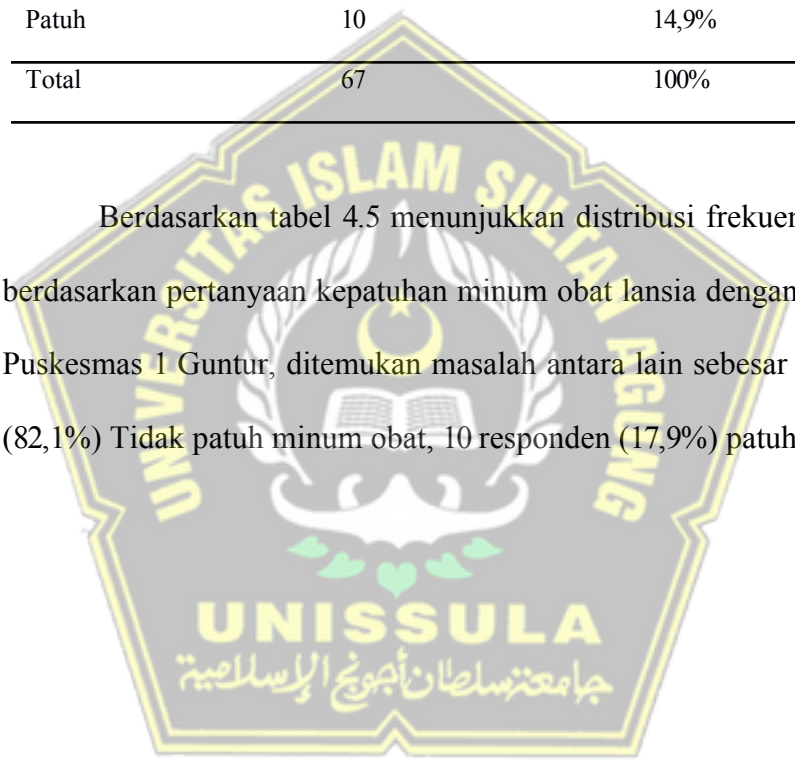 Patuh 10 14,9%
Total 67 100%
Berdasarkan tabel 4.5 menunjukkan distribusi frekuen
berdasarkan pertanyaan kepatuhan minum obat lansia dengan
Puskesmas 1 Guntur, ditemukan masalah antara lain sebesar
(82,1%) Tidak patuh minum obat, 10 responden (17,9%) patuh
UNIVERSITAS ISLAM SULTAN AGUNG
UNISSULA
جامعتنسلطان أجونج الإسلامية